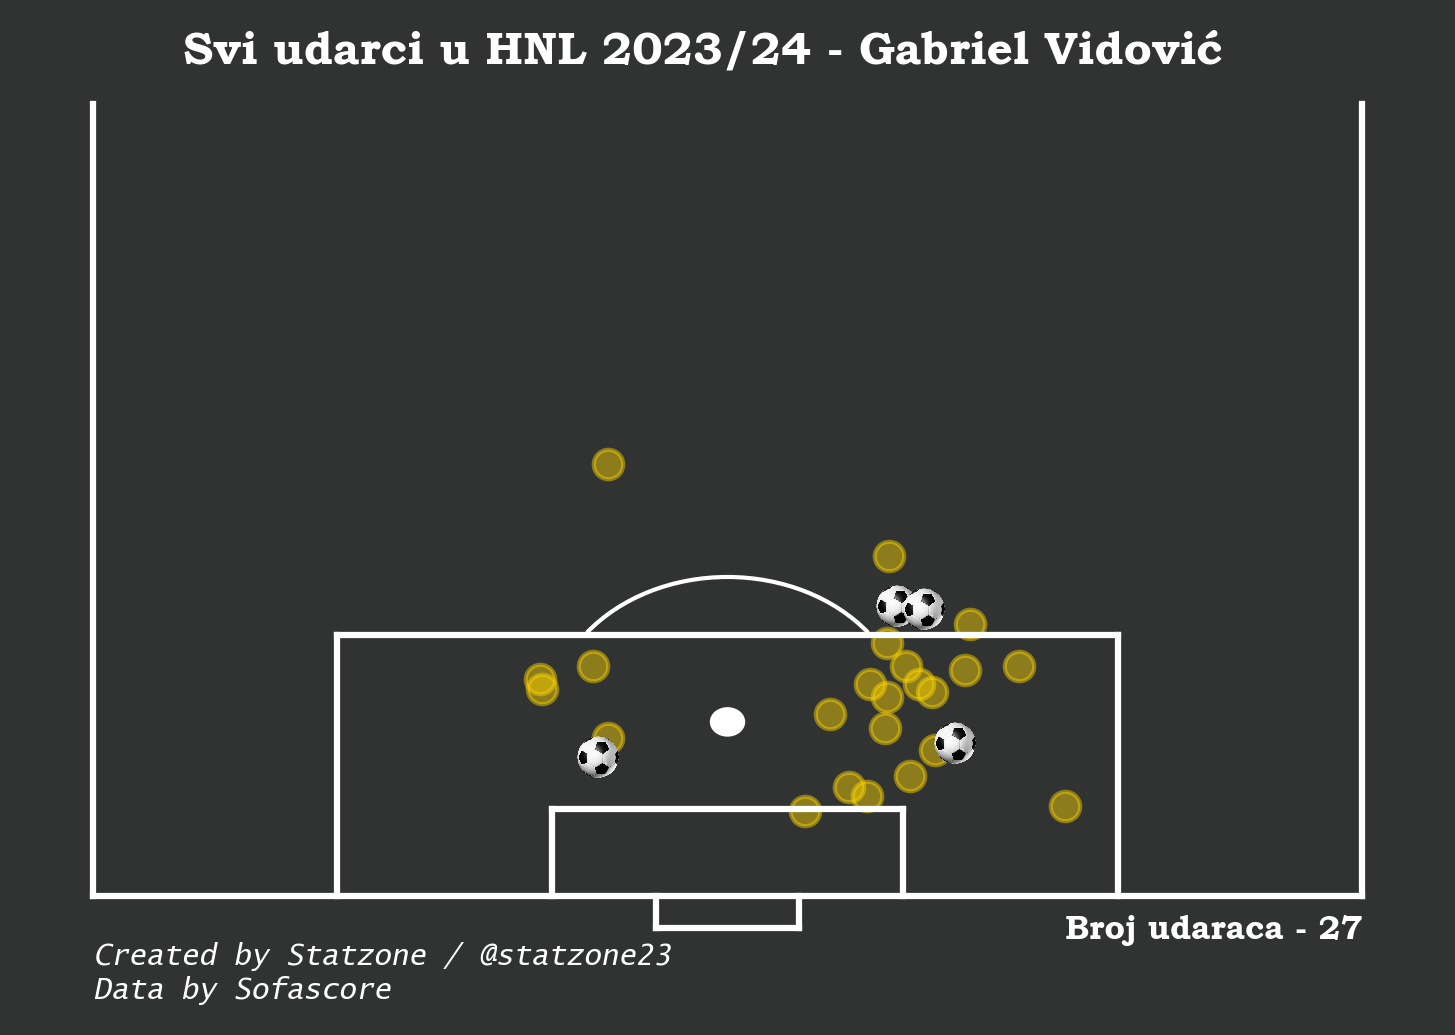 Svi udarci u HNL 2023/24 - Gabriel Vidović
Broj udaraca - 27
Created by Statzone / @statzone23
Data by Sofascore